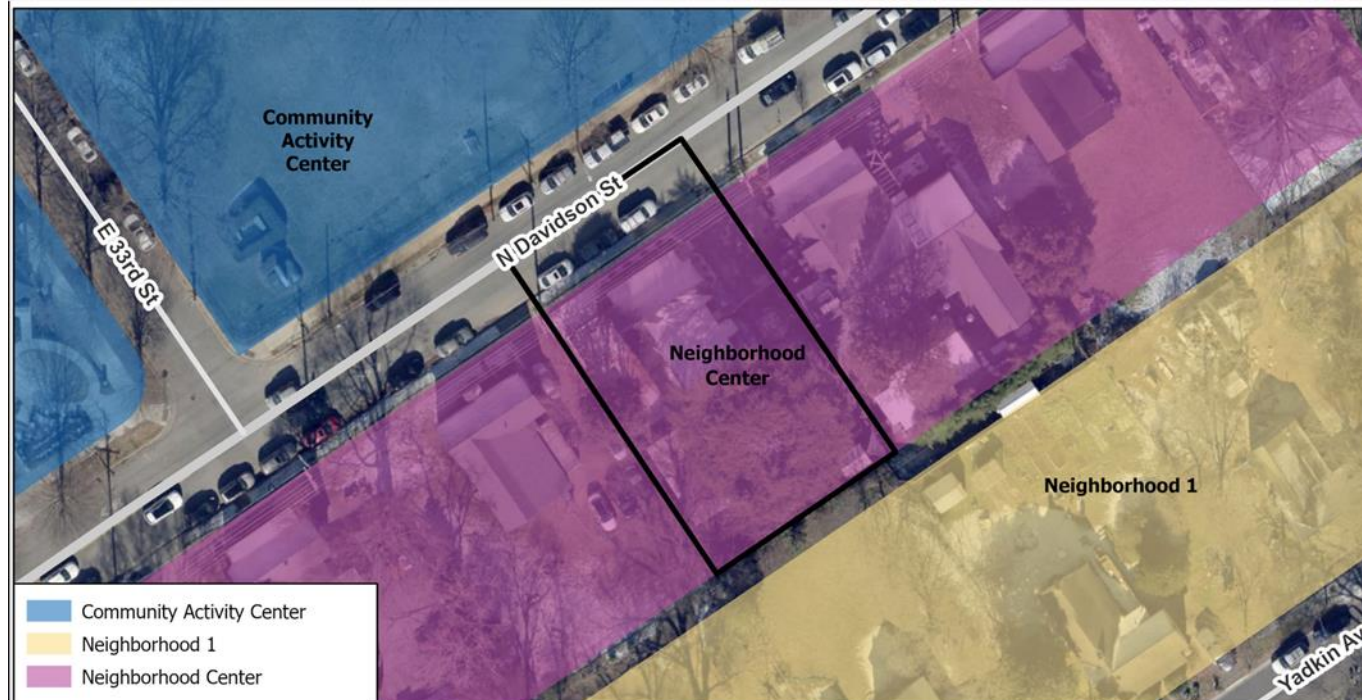 Community
Activity
Center
E 33rd St
N Davidson St
Neighborhood
Center
Neighborhood 1
Yadkin Av
Community Activity Center
Neighborhood 1
Neighborhood Center